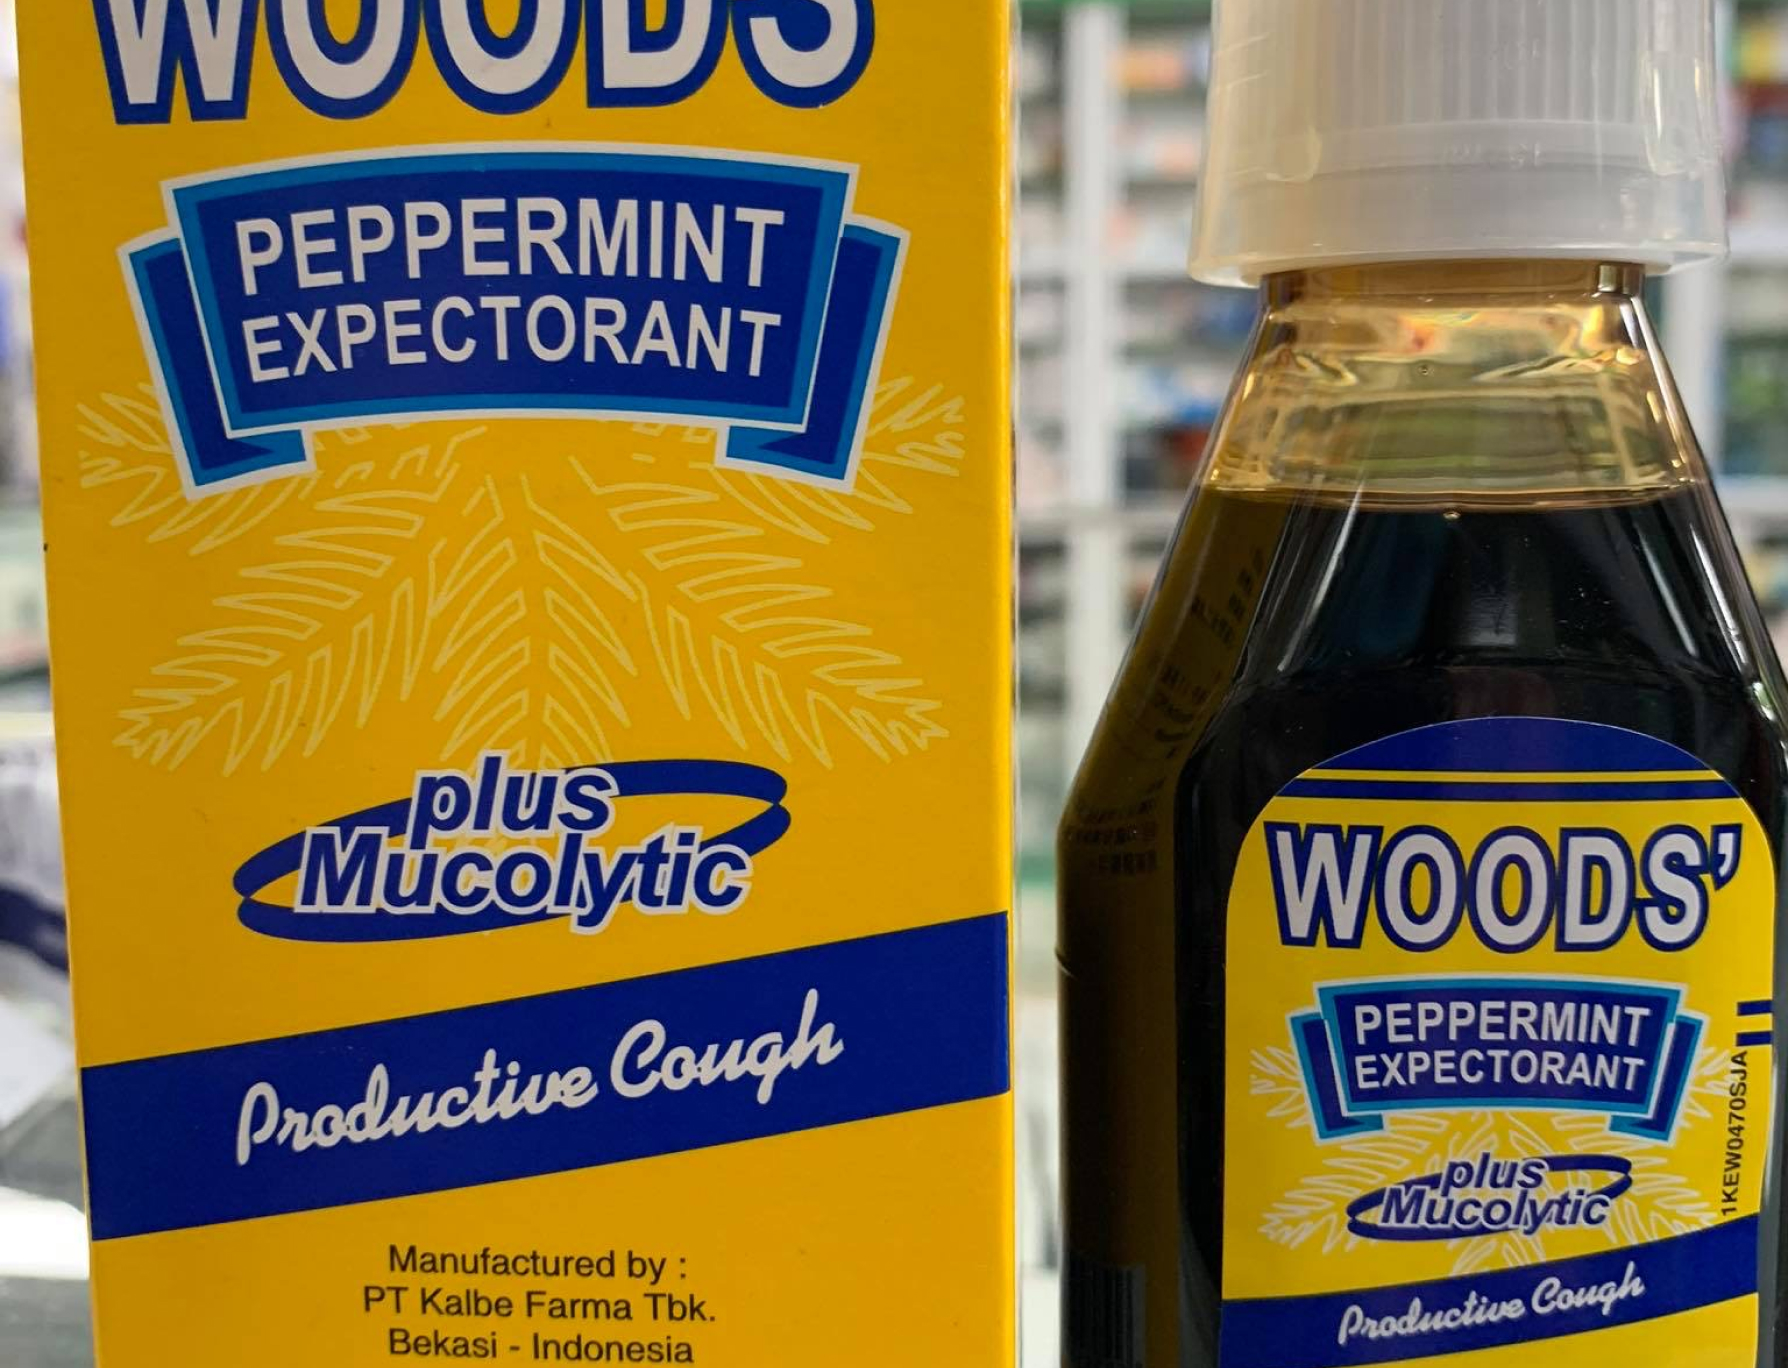 WOODS
PEPPERMINT
EXPECTORANT
plus
Mucolytic
Productive Cough
Manufactured by :
PT Kalbe Farma Tbk.
Bekasi - Indonesia
WOODS’
PEPPERMINT
EXPECTORANT
plus
Mucolytic
Productive Cough
1KEW0470SJA